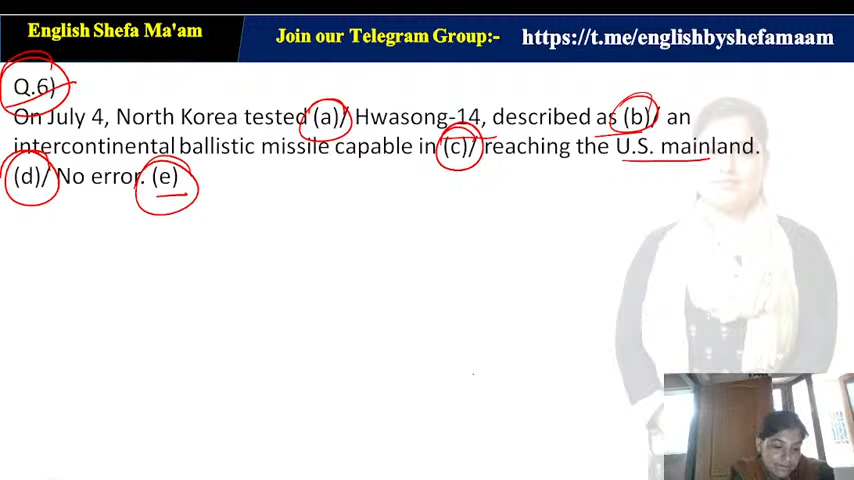 English Shefa Ma'am
Join our Telegram Group:- https://t.me/englishbyshefamaam
Q.6)
On July 4, North Korea tested (a)/ Hwasong-14, described as (b)/ an
intercontinental ballistic missile capable in (c)/ reaching the U.S. mainland.
(d)/ No error. (e)